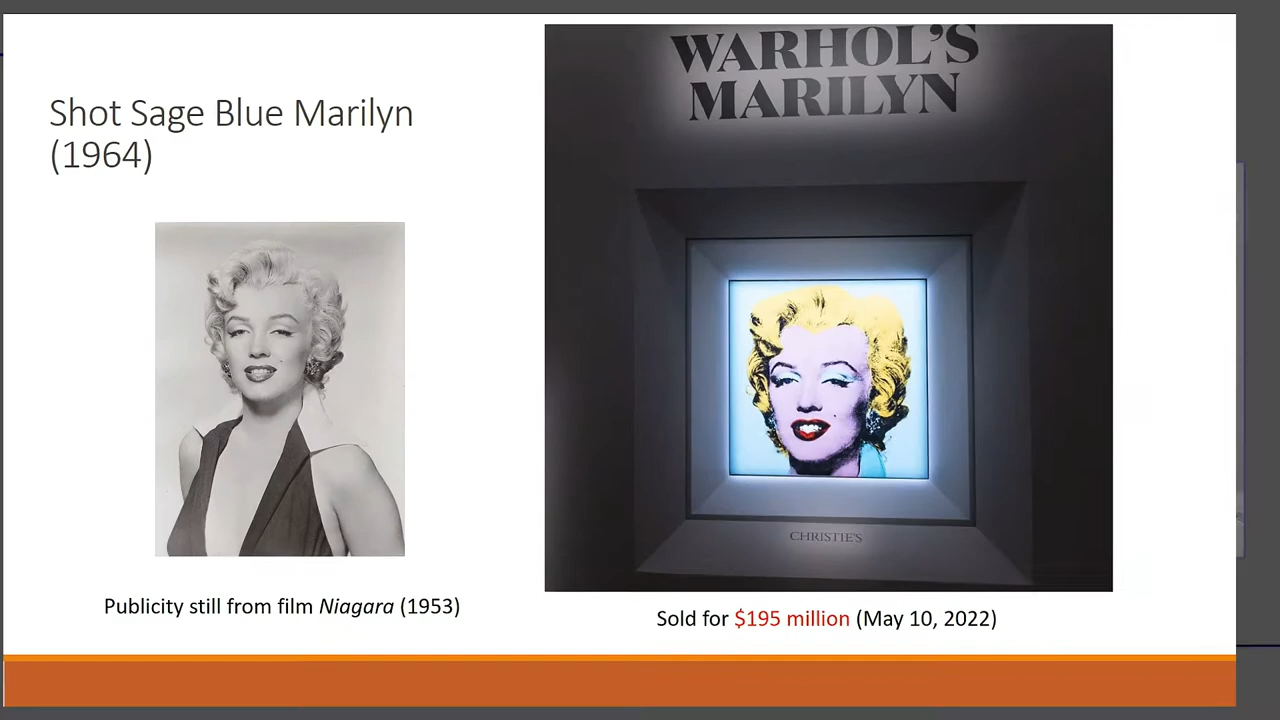 Shot Sage Blue Marilyn
(1964)
Publicity still from film Niagara (1953)
WARHOL'S
MARILYN
CHRISTIE'S
Sold for $195 million (May 10, 2022)